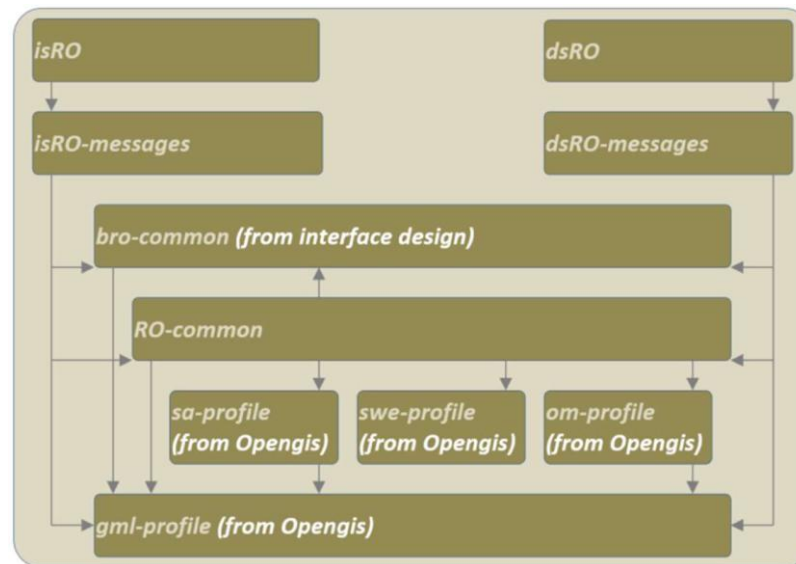 isRO
dsRO
isRO-messages
dsRO-messages
bro-common (from interface design)
RO-common
sa-profile
(from Opengis)
swe-profile
(from Opengis)
om-profile
(from Opengis)
gml-profile (from Opengis)